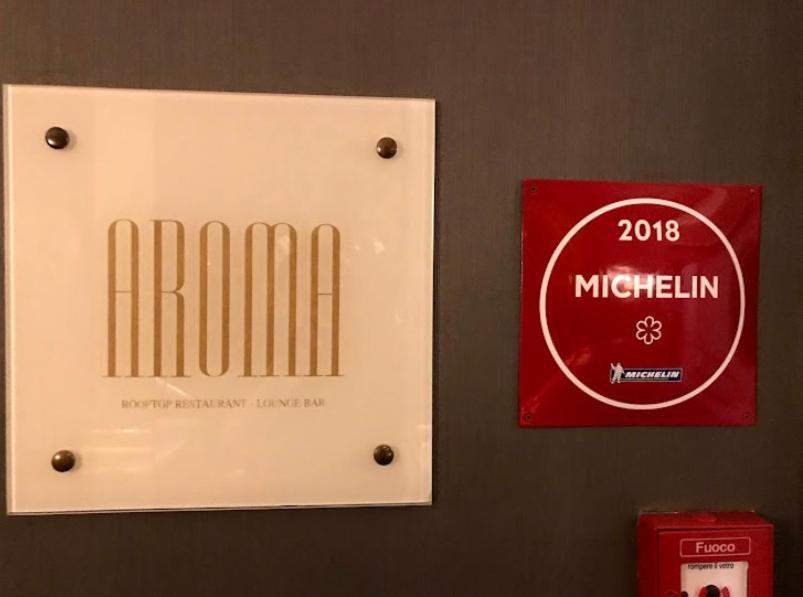 AROMA
ROOFTOP RESTAURANT - LOUNGE BAR
2018
MICHELIN
MICHELIN
Fuoco
rompere il vetro